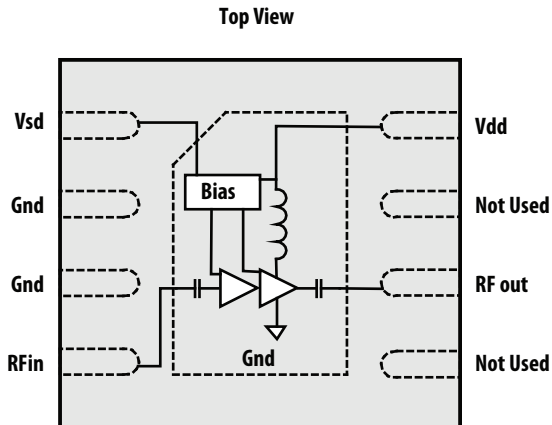 Top View
Vsd
Vdd
Bias
Gnd
Not Used
Gnd
RF out
RFin
Gnd
Not Used